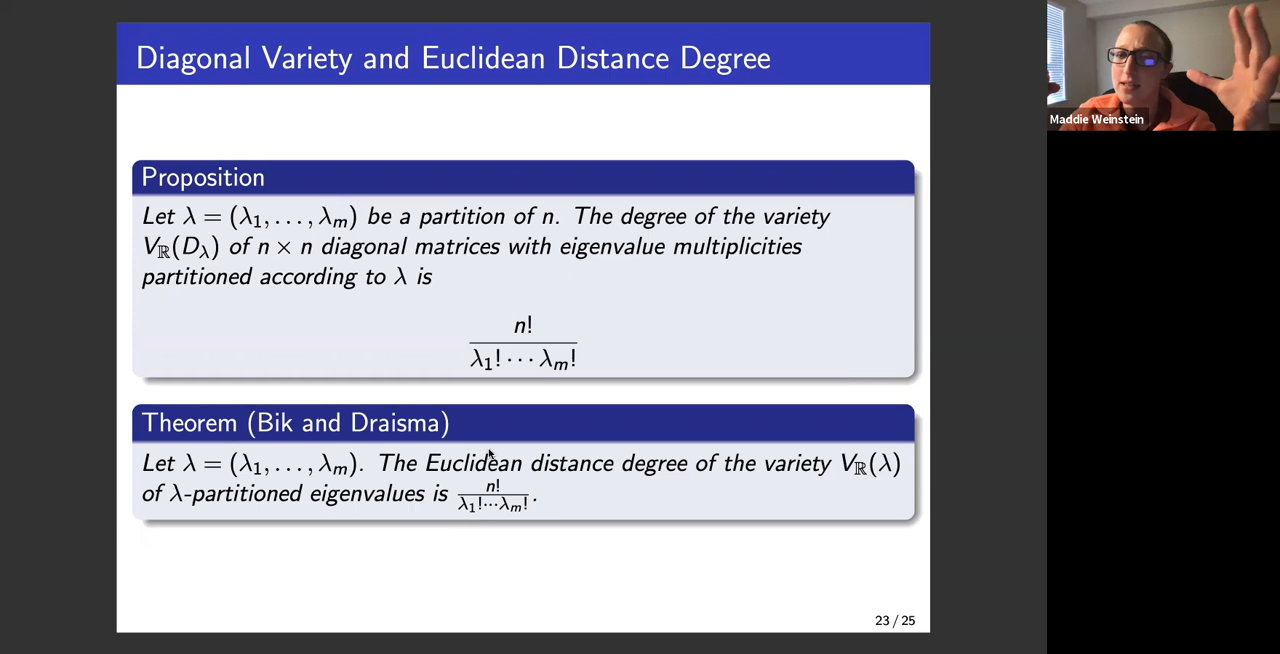 Diagonal Variety and Euclidean Distance Degree
Maddie Weinstein
Proposition
Let λ = (λ₁, . . . , λₘ) be a partition of n. The degree of the variety
V_ℝ(D_λ) of n × n diagonal matrices with eigenvalue multiplicities
partitioned according to λ is
n!
λ₁! · · · λₘ!
Theorem (Bik and Draisma)
Let λ = (λ₁, . . . , λₘ). The Euclidean distance degree of the variety V_ℝ(λ)
of λ-partitioned eigenvalues is n!/λ₁!···λₘ!.
23 / 25